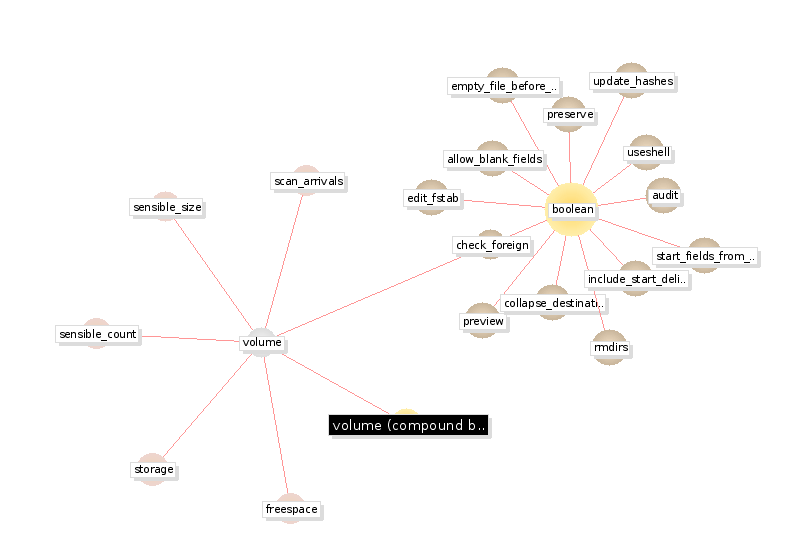 update_hashes
empty_file_before_..
preserve
useshell
allow_blank_fields
scan_arrivals
audit
edit_fstab
sensible_size
boolean
check_foreign
start_fields_from_..
include_start_deli..
collapse_destinati..
preview
sensible_count
volume
rmdirs
volume (compound b..
storage
freespace